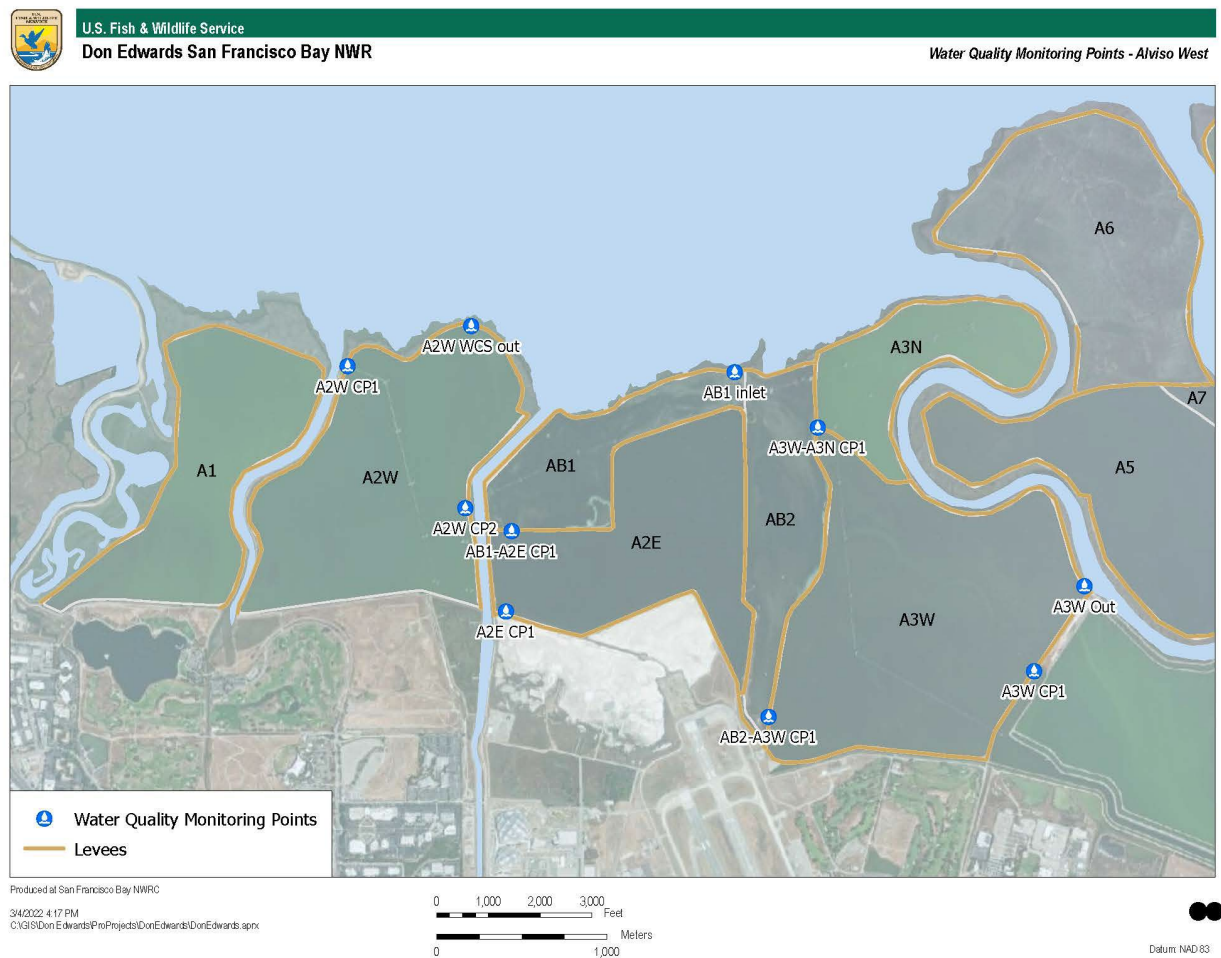 U.S.
FISH & WILDLIFE
SERVICE
U.S. Fish & Wildlife Service
Don Edwards San Francisco Bay NWR
Water Quality Monitoring Points - Alviso West
A6
A2W WCS out
A3N
A2W CP1
AB1 inlet
A7
A3W-A3N CP1
A1
A2W
AB1
A5
AB2
A2W CP2
AB1-A2E CP1
A2E
A3W Out
A3W
A2E CP1
A3W CP1
AB2-A3W CP1
Water Quality Monitoring Points
Levees
Produced at San Francisco Bay NWRC
3/4/2022 4:17 PM
C:\GIS\Don Edwards\ProProjects\DonEdwards\DonEdwards.aprx
0 1,000 2,000 3,000
Feet
Meters
0 1,000
Datum: NAD 83